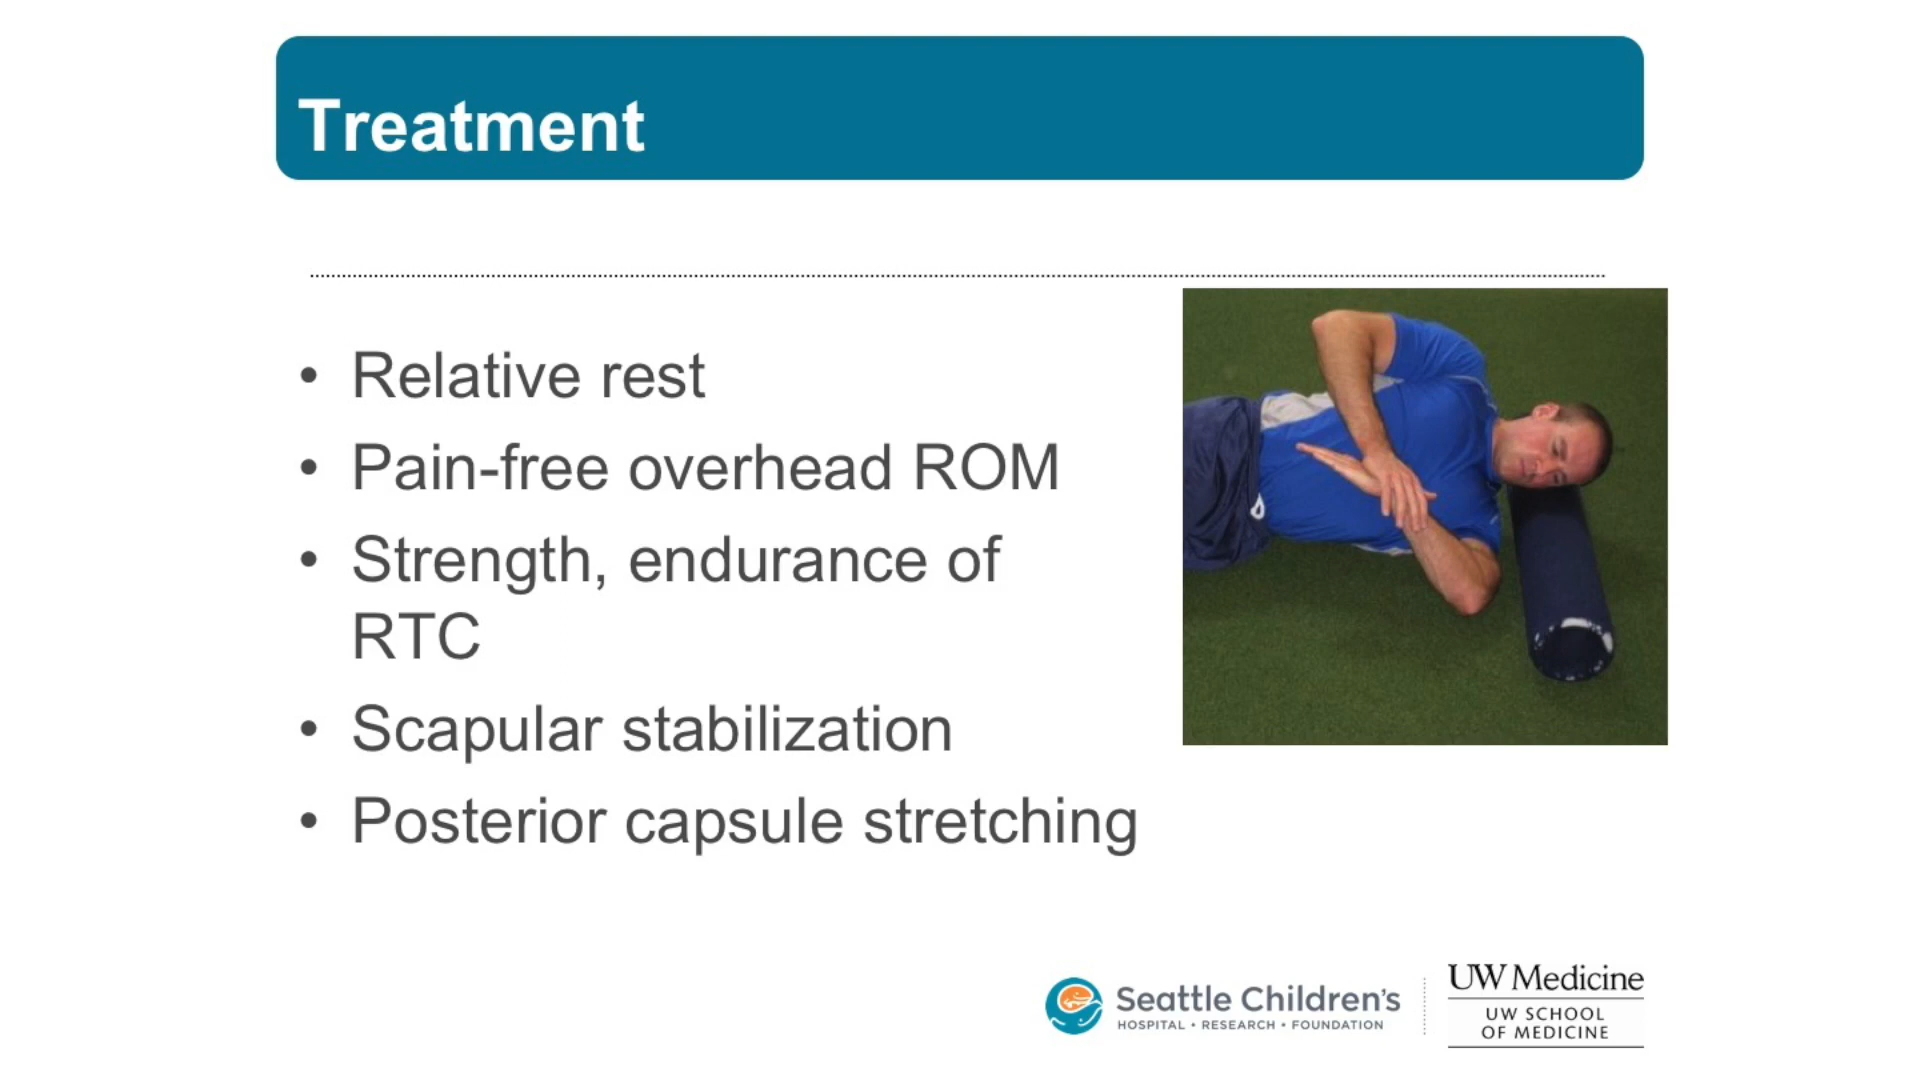 Treatment
• Relative rest
• Pain-free overhead ROM
• Strength, endurance of
RTC
• Scapular stabilization
• Posterior capsule stretching
Seattle Children's
HOSPITAL • RESEARCH • FOUNDATION
UW Medicine
UW SCHOOL
OF MEDICINE